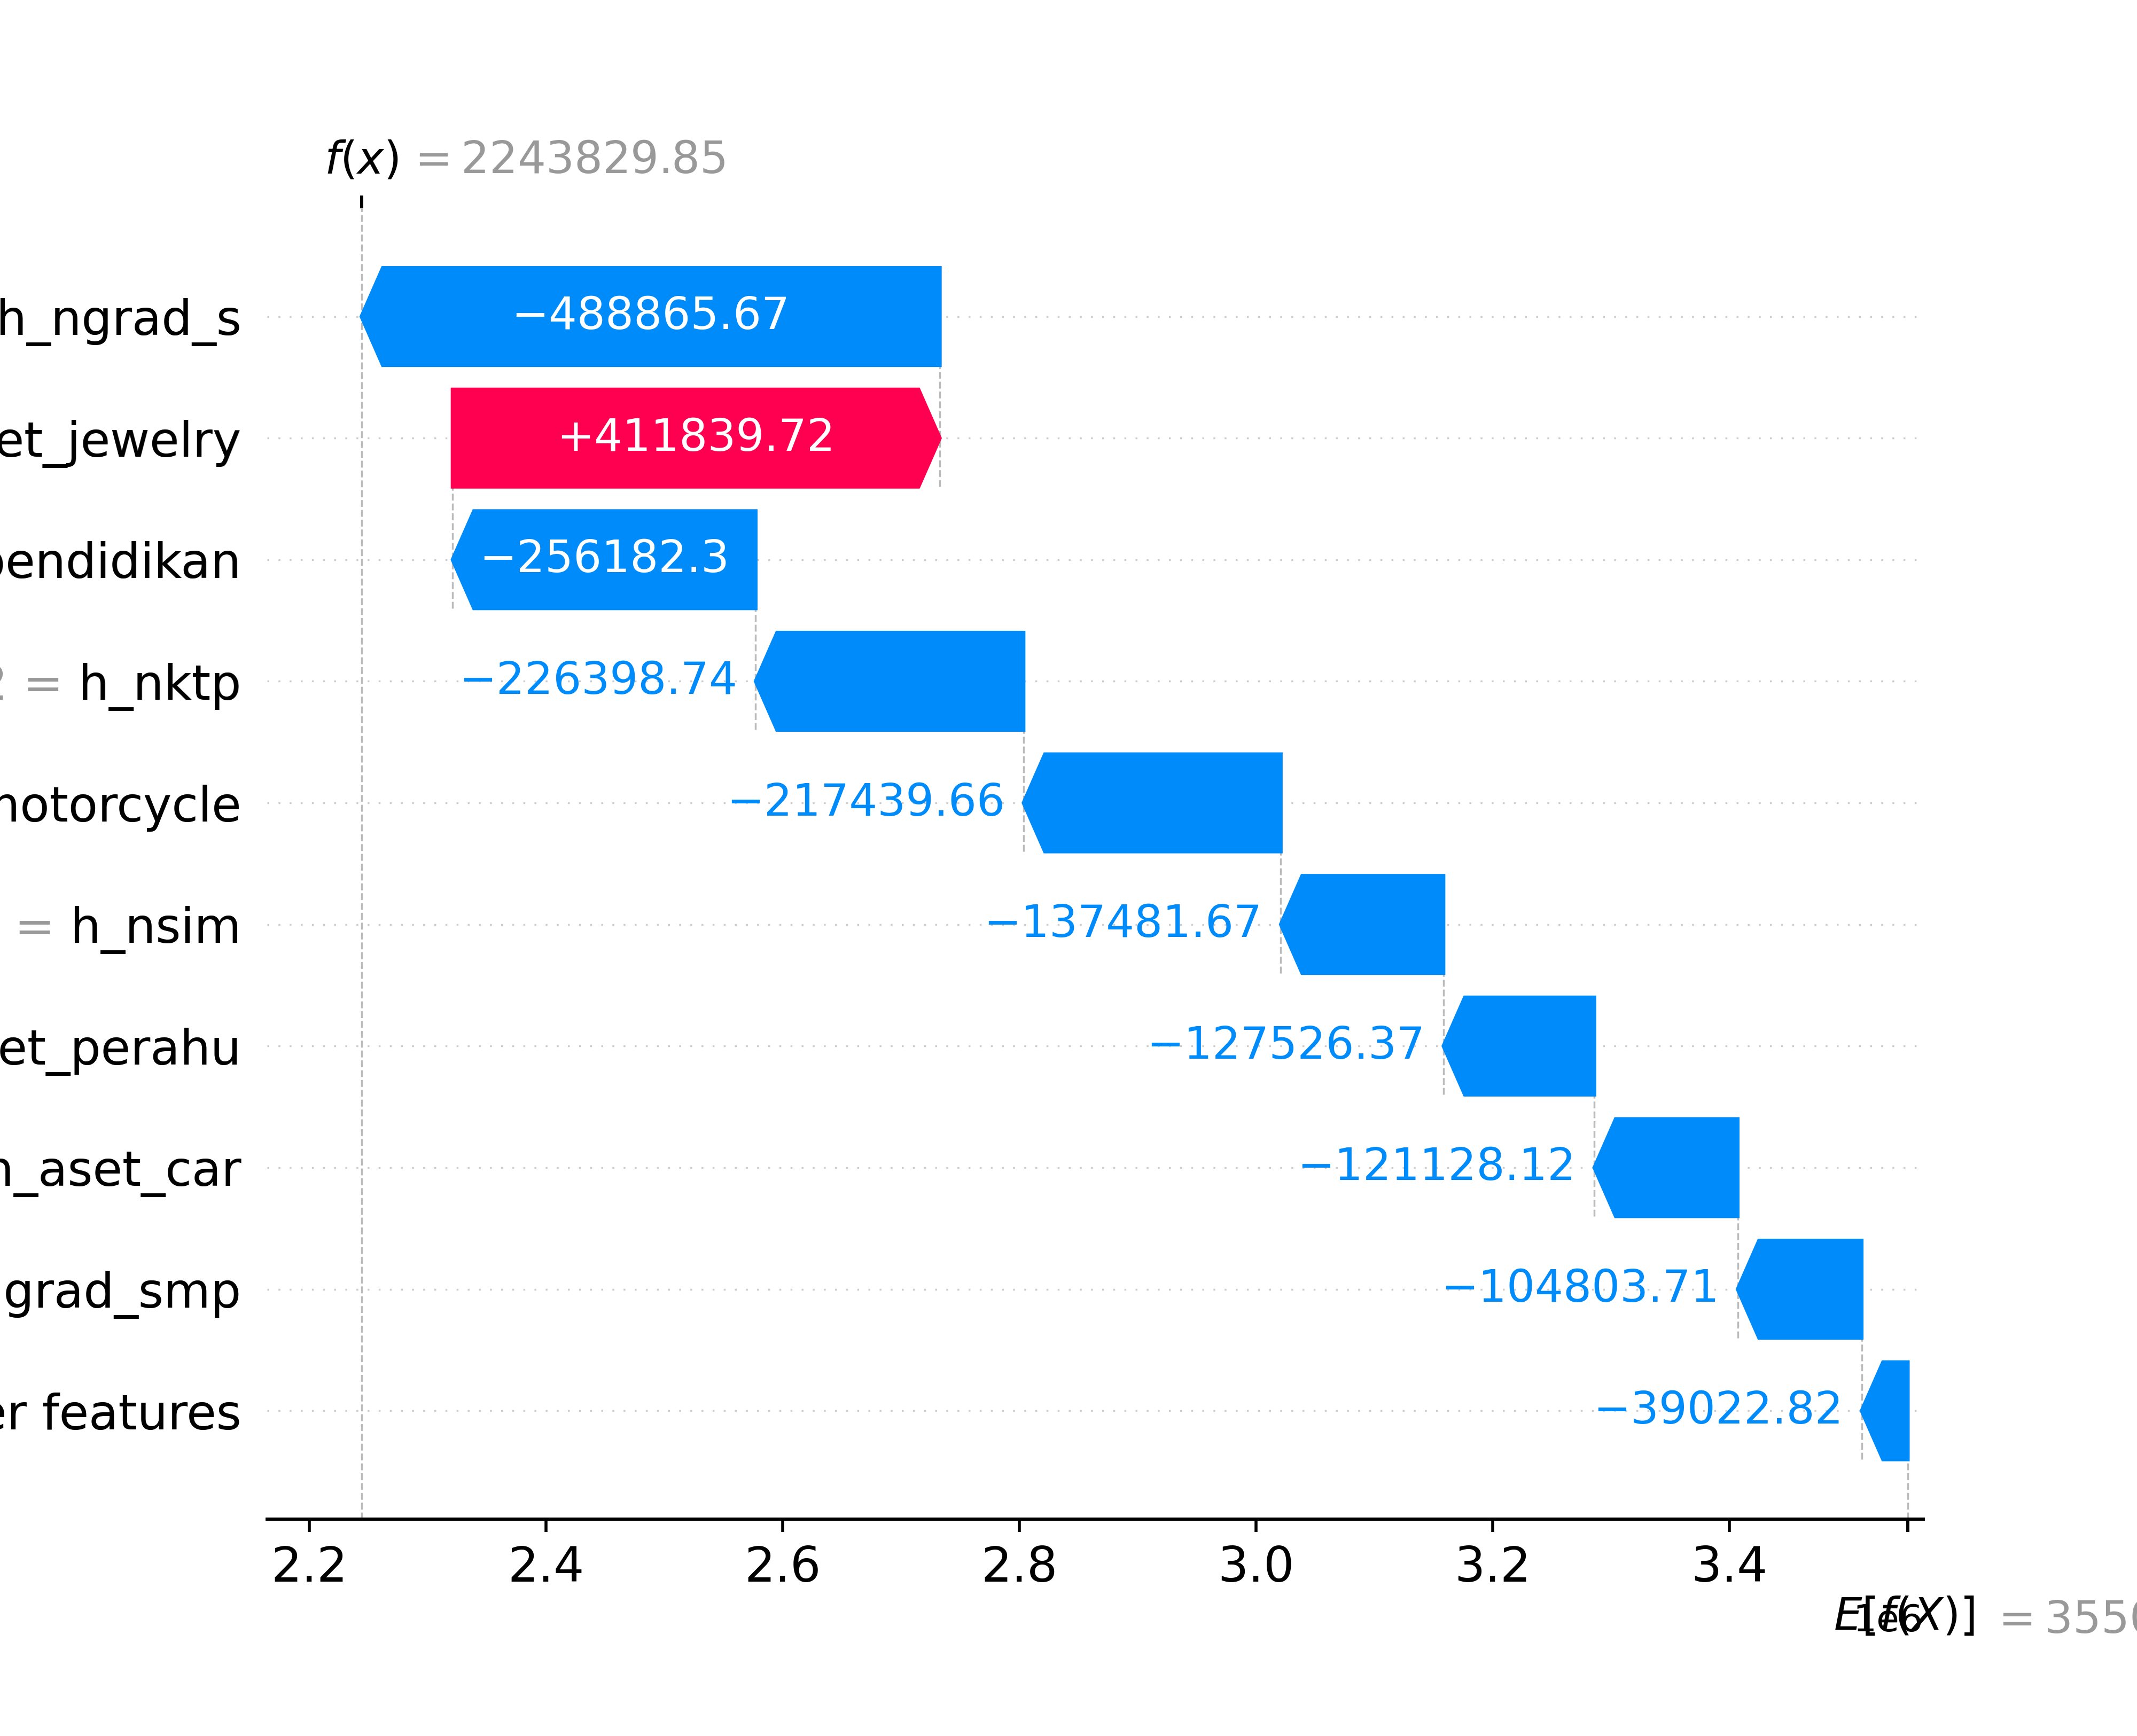 f(x) = 2243829.85
h_ngrad_s −488865.67
et_jewelry +411839.72
pendidikan −256182.3
= h_nktp −226398.74
motorcycle −217439.66
= h_nsim −137481.67
et_perahu −127526.37
h_aset_car −121128.12
grad_smp −104803.71
er features −39022.82
2.2 2.4 2.6 2.8 3.0 3.2 3.4
1e6
E[f(X)] = 3550